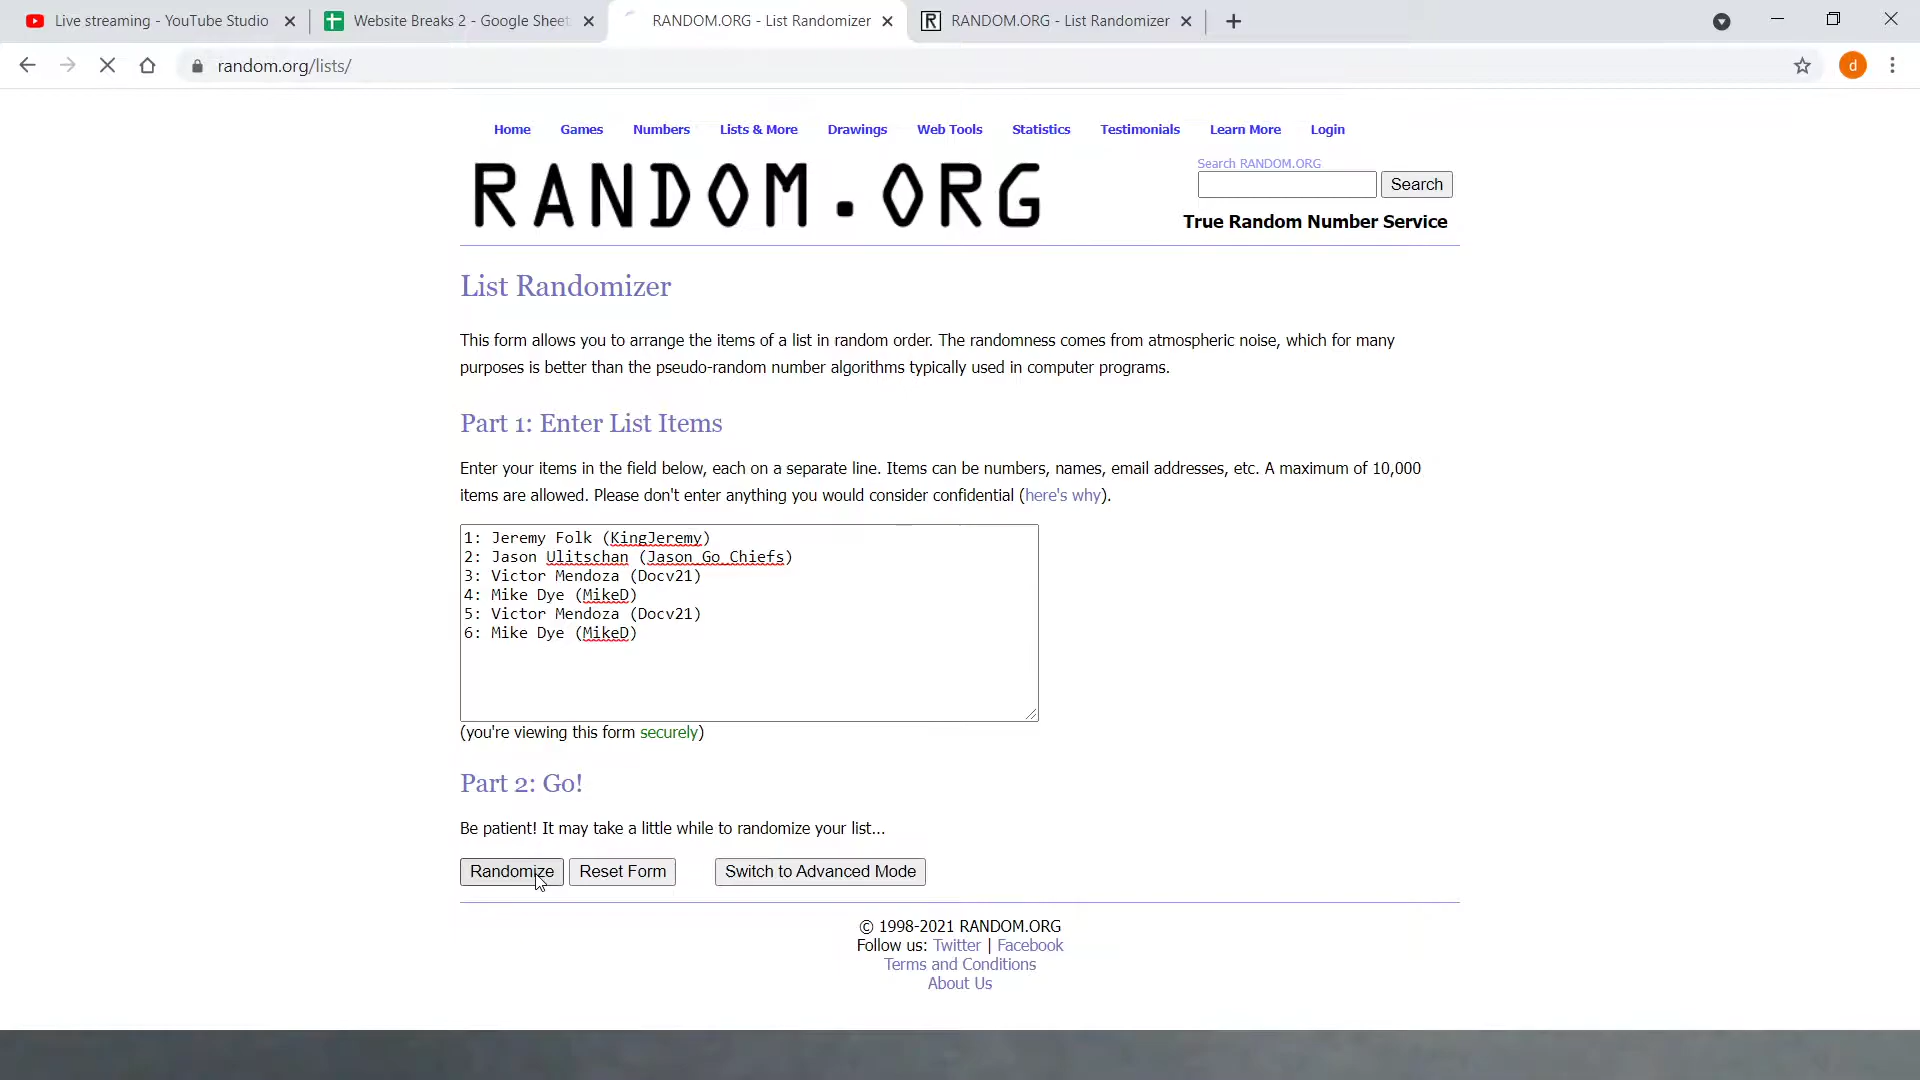 Live streaming - YouTube Studio
Website Breaks 2 - Google Sheet
RANDOM.ORG - List Randomizer
RANDOM.ORG - List Randomizer
random.org/lists/
d
Home Games Numbers Lists & More Drawings Web Tools Statistics Testimonials Learn More Login
RANDOM.ORG
Search RANDOM.ORG
Search
True Random Number Service
List Randomizer
This form allows you to arrange the items of a list in random order. The randomness comes from atmospheric noise, which for many
purposes is better than the pseudo-random number algorithms typically used in computer programs.
Part 1: Enter List Items
Enter your items in the field below, each on a separate line. Items can be numbers, names, email addresses, etc. A maximum of 10,000
items are allowed. Please don't enter anything you would consider confidential (here's why).
1: Jeremy Folk (KingJeremy)
2: Jason Ulitschan (Jason_Go_Chiefs)
3: Victor Mendoza (Docv21)
4: Mike Dye (MikeD)
5: Victor Mendoza (Docv21)
6: Mike Dye (MikeD)
(you're viewing this form securely)
Part 2: Go!
Be patient! It may take a little while to randomize your list...
Randomize Reset Form Switch to Advanced Mode
© 1998-2021 RANDOM.ORG
Follow us: Twitter | Facebook
Terms and Conditions
About Us